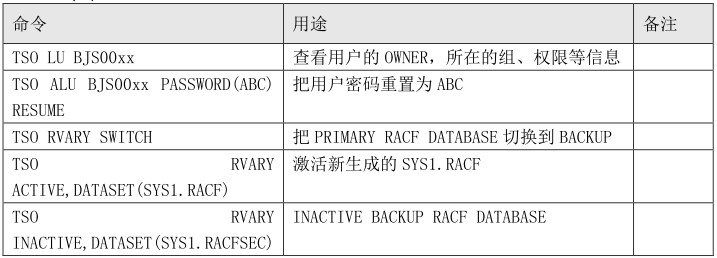 命令 用途 备注
TSO LU BJS00xx 查看用户的 OWNER，所在的组、权限等信息
TSO ALU BJS00xx PASSWORD(ABC) 把用户密码重置为 ABC
RESUME
TSO RVARY SWITCH 把 PRIMARY RACF DATABASE 切换到 BACKUP
TSO RVARY 激活新生成的 SYS1.RACF
ACTIVE,DATASET(SYS1.RACF)
TSO RVARY INACTIVE BACKUP RACF DATABASE
INACTIVE,DATASET(SYS1.RACFSEC)